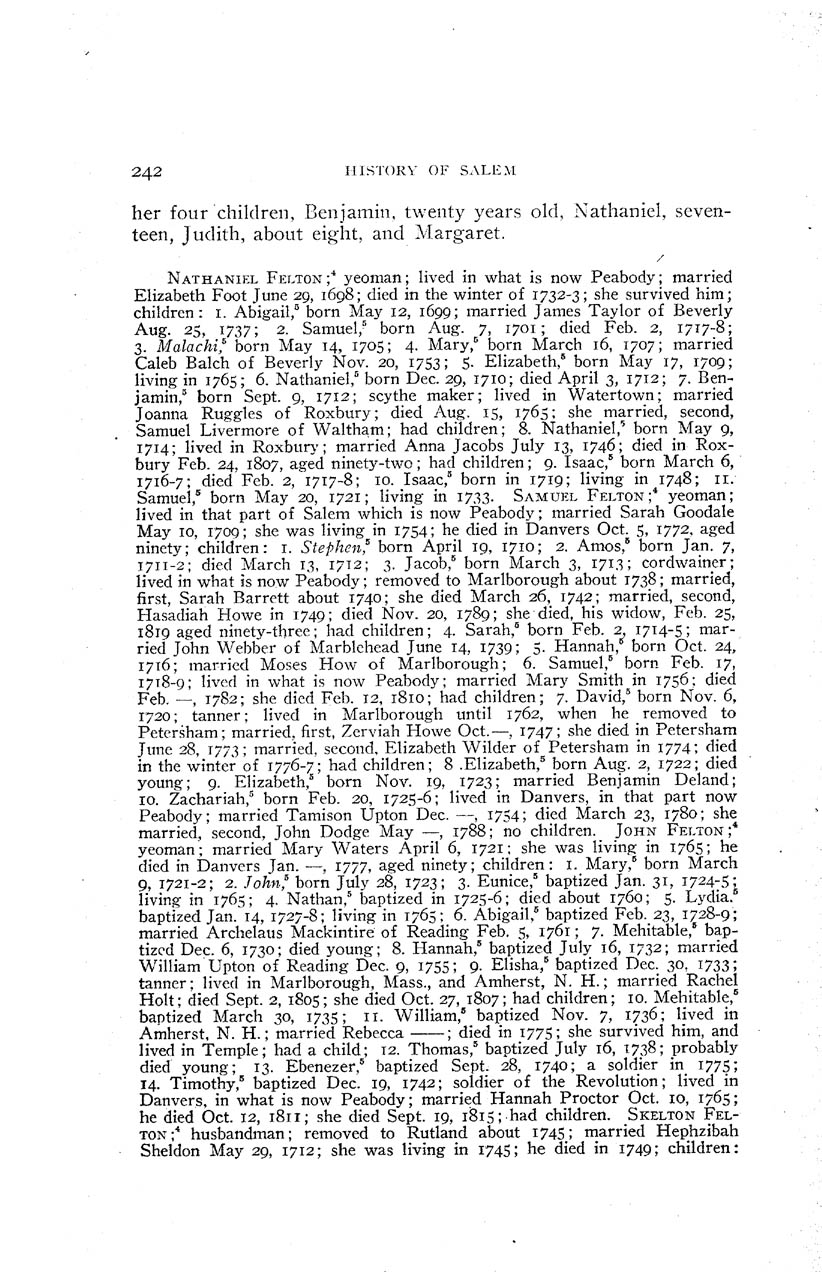 242 HISTORY OF SALEM
her four children, Benjamin, twenty years old, Nathaniel, seven-
teen, Judith, about eight, and Margaret.
NATHANIEL FELTON;⁴ yeoman; lived in what is now Peabody; married
Elizabeth Foot June 29, 1698; died in the winter of 1732-3; she survived him;
children: 1. Abigail,⁵ born May 12, 1699; married James Taylor of Beverly
Aug. 25, 1737; 2. Samuel,⁵ born Aug. 7, 1701; died Feb. 2, 1717-8;
3. Malachi,⁵ born May 14, 1705; 4. Mary,⁵ born March 16, 1707; married
Caleb Balch of Beverly Nov. 20, 1753; 5. Elizabeth,⁵ born May 17, 1709;
living in 1765; 6. Nathaniel,⁵ born Dec. 29, 1710; died April 3, 1712; 7. Ben-
jamin,⁵ born Sept. 9, 1712; scythe maker; lived in Watertown; married
Joanna Ruggles of Roxbury; died Aug. 15, 1765; she married, second,
Samuel Livermore of Waltham; had children; 8. Nathaniel,⁵ born May 9,
1714; lived in Roxbury; married Anna Jacobs July 13, 1746; died in Rox-
bury Feb. 24, 1807, aged ninety-two; had children; 9. Isaac,⁵ born March 6,
1716-7; died Feb. 2, 1717-8; 10. Isaac,⁵ born in 1719; living in 1748; 11.
Samuel,⁵ born May 20, 1721; living in 1733. SAMUEL FELTON;⁴ yeoman;
lived in that part of Salem which is now Peabody; married Sarah Goodale
May 10, 1709; she was living in 1754; he died in Danvers Oct. 5, 1772, aged
ninety; children: 1. Stephen,⁵ born April 19, 1710; 2. Amos,⁵ born Jan. 7,
1711-2; died March 13, 1712; 3. Jacob,⁵ born March 3, 1713; cordwainer;
lived in what is now Peabody; removed to Marlborough about 1738; married,
first, Sarah Barrett about 1740; she died March 26, 1742; married, second,
Hasadiah Howe in 1749; died Nov. 20, 1789; she died, his widow, Feb. 25,
1819 aged ninety-three; had children; 4. Sarah,⁵ born Feb. 2, 1714-5; mar-
ried John Webber of Marblehead June 14, 1739; 5. Hannah,⁵ born Oct. 24,
1716; married Moses How of Marlborough; 6. Samuel,⁵ born Feb. 17,
1718-9; lived in what is now Peabody; married Mary Smith in 1756; died
Feb. —, 1782; she died Feb. 12, 1810; had children; 7. David,⁵ born Nov. 6,
1720; tanner; lived in Marlborough until 1762, when he removed to
Petersham; married, first, Zerviah Howe Oct.—, 1747; she died in Petersham
June 28, 1773; married, second, Elizabeth Wilder of Petersham in 1774; died
in the winter of 1776-7; had children; 8 .Elizabeth,⁵ born Aug. 2, 1722; died
young; 9. Elizabeth,⁵ born Nov. 19, 1723; married Benjamin Deland;
10. Zachariah,⁵ born Feb. 20, 1725-6; lived in Danvers, in that part now
Peabody; married Tamison Upton Dec. —, 1754; died March 23, 1780; she
married, second, John Dodge May —, 1788; no children. JOHN FELTON;⁴
yeoman; married Mary Waters April 6, 1721; she was living in 1765; he
died in Danvers Jan. —, 1777, aged ninety; children: 1. Mary,⁵ born March
9, 1721-2; 2. John,⁵ born July 28, 1723; 3. Eunice,⁵ baptized Jan. 31, 1724-5;
living in 1765; 4. Nathan,⁵ baptized in 1725-6; died about 1760; 5. Lydia.⁵
baptized Jan. 14, 1727-8; living in 1765; 6. Abigail,⁵ baptized Feb. 23, 1728-9;
married Archelaus Mackintire of Reading Feb. 5, 1761; 7. Mehitable,⁵ bap-
tized Dec. 6, 1730; died young; 8. Hannah,⁵ baptized July 16, 1732; married
William Upton of Reading Dec. 9, 1755; 9. Elisha,⁵ baptized Dec. 30, 1733;
tanner; lived in Marlborough, Mass., and Amherst, N. H.; married Rachel
Holt; died Sept. 2, 1805; she died Oct. 27, 1807; had children; 10. Mehitable,⁵
baptized March 30, 1735; 11. William,⁵ baptized Nov. 7, 1736; lived in
Amherst, N. H.; married Rebecca ——; died in 1775; she survived him, and
lived in Temple; had a child; 12. Thomas,⁵ baptized July 16, 1738; probably
died young; 13. Ebenezer,⁵ baptized Sept. 28, 1740; a soldier in 1775;
14. Timothy,⁵ baptized Dec. 19, 1742; soldier of the Revolution; lived in
Danvers, in what is now Peabody; married Hannah Proctor Oct. 10, 1765;
he died Oct. 12, 1811; she died Sept. 19, 1815; had children. SKELTON FEL-
TON;⁴ husbandman; removed to Rutland about 1745; married Hephzibah
Sheldon May 29, 1712; she was living in 1745; he died in 1749; children: